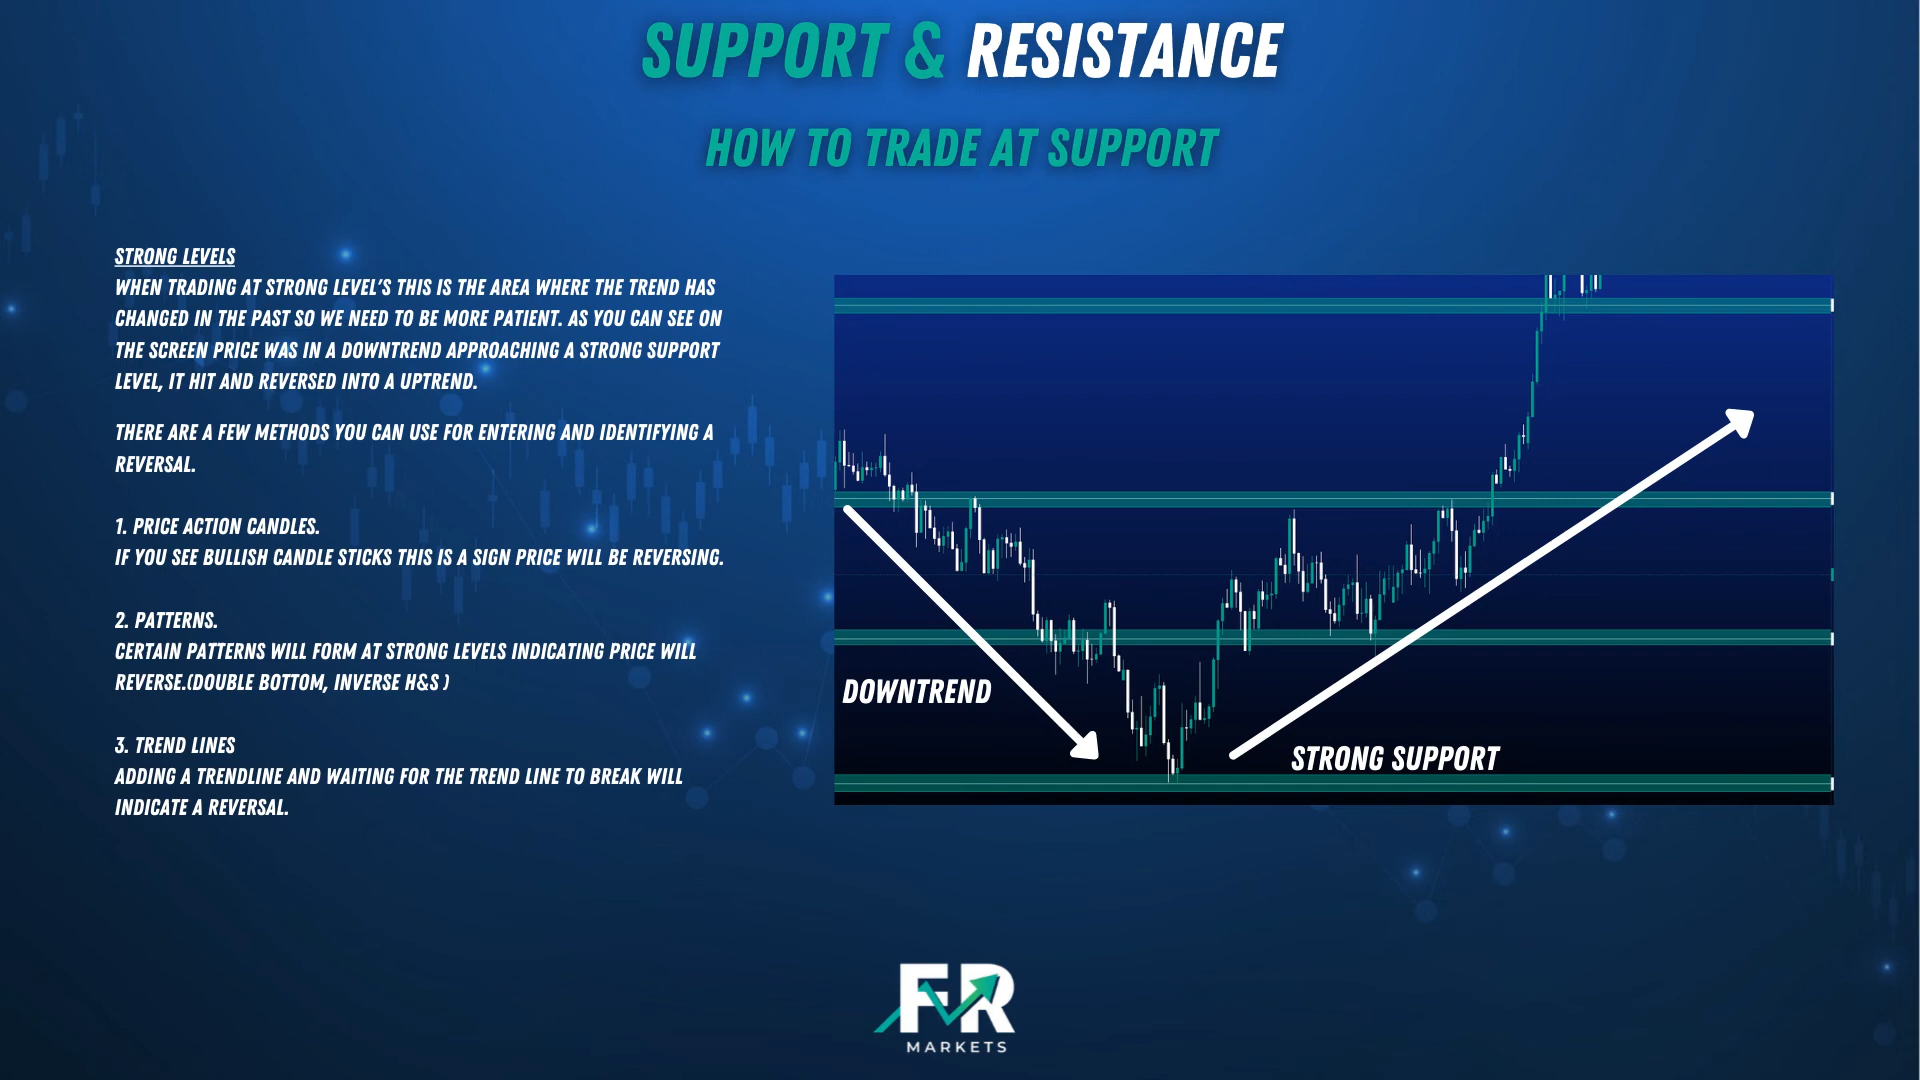 SUPPORT & RESISTANCE
HOW TO TRADE AT SUPPORT
STRONG LEVELS
WHEN TRADING AT STRONG LEVEL'S THIS IS THE AREA WHERE THE TREND HAS
CHANGED IN THE PAST SO WE NEED TO BE MORE PATIENT. AS YOU CAN SEE ON
THE SCREEN PRICE WAS IN A DOWNTREND APPROACHING A STRONG SUPPORT
LEVEL, IT HIT AND REVERSED INTO A UPTREND.
THERE ARE A FEW METHODS YOU CAN USE FOR ENTERING AND IDENTIFYING A
REVERSAL.
1. PRICE ACTION CANDLES.
IF YOU SEE BULLISH CANDLE STICKS THIS IS A SIGN PRICE WILL BE REVERSING.
2. PATTERNS.
CERTAIN PATTERNS WILL FORM AT STRONG LEVELS INDICATING PRICE WILL
REVERSE.(DOUBLE BOTTOM, INVERSE H&S )
3. TREND LINES
ADDING A TRENDLINE AND WAITING FOR THE TREND LINE TO BREAK WILL
INDICATE A REVERSAL.
DOWNTREND
STRONG SUPPORT
FR
MARKETS